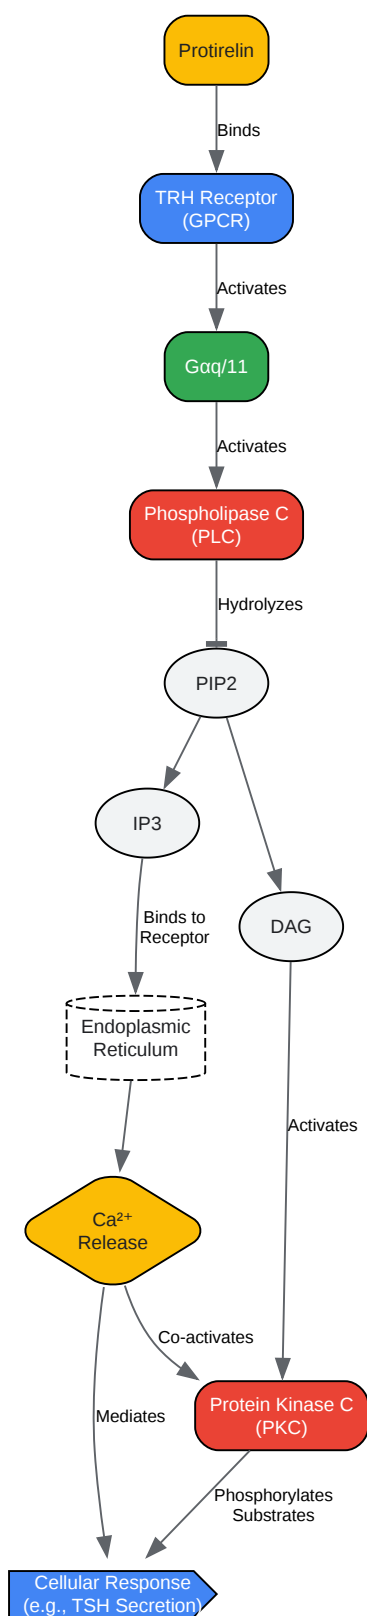 Protirelin
Binds
TRH Receptor
(GPCR)
Activates
Gαq/11
Activates
Phospholipase C
(PLC)
Hydrolyzes
PIP2
IP3
DAG
Binds to
Receptor
Endoplasmic
Reticulum
Activates
Ca²⁺
Release
Co-activates
Mediates
Protein Kinase C
(PKC)
Phosphorylates
Substrates
Cellular Response
(e.g., TSH Secretion)